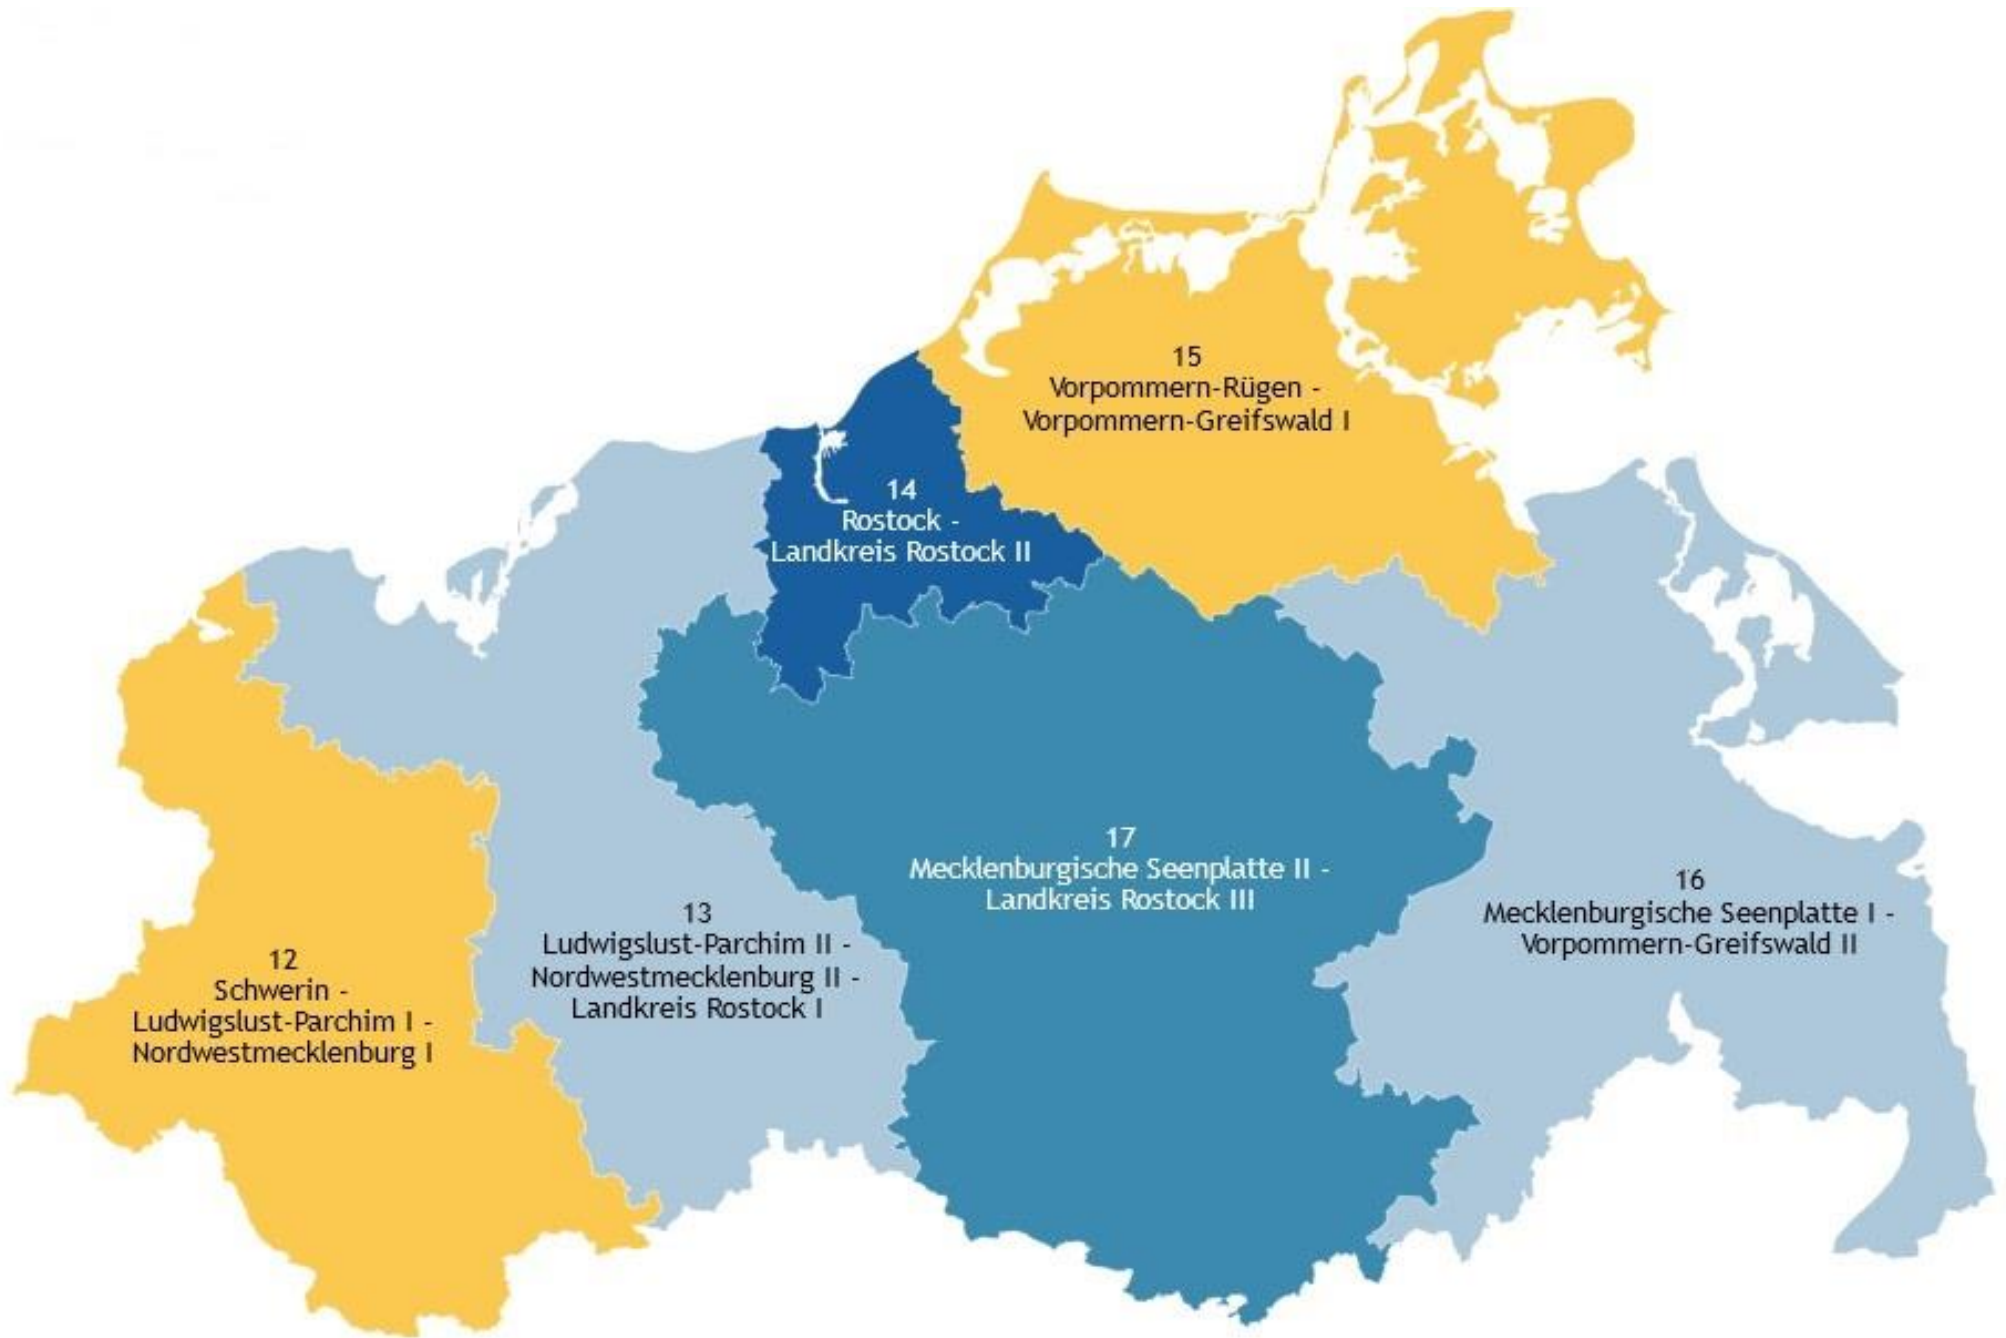 15
Vorpommern-Rügen -
Vorpommern-Greifswald I
14
Rostock -
Landkreis Rostock II
17
Mecklenburgische Seenplatte II -
Landkreis Rostock III
16
Mecklenburgische Seenplatte I -
Vorpommern-Greifswald II
13
Ludwigslust-Parchim II -
Nordwestmecklenburg II -
Landkreis Rostock I
12
Schwerin -
Ludwigslust-Parchim I -
Nordwestmecklenburg I